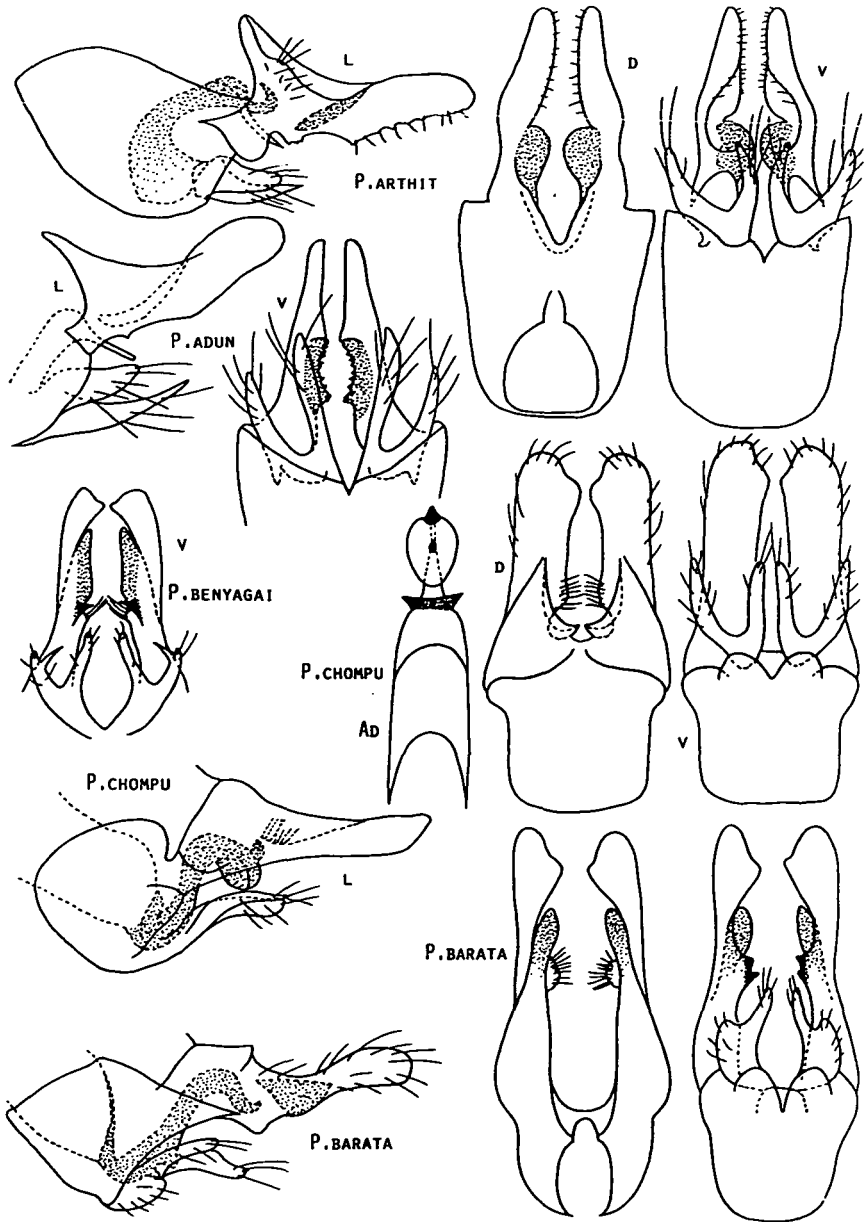 L
D
V
P.ARTHIT
L
V
P.ADUN
V
P.BENYAGAI
D
P.CHOMPU
AD
V
P.CHOMPU
L
P.BARATA
P.BARATA